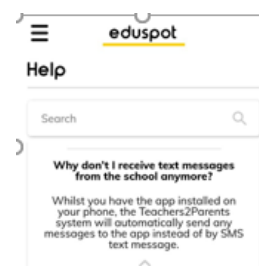 eduspot
Help
Search
Why don't I receive text messages
from the school anymore?
Whilst you have the app installed on
your phone, the Teachers2Parents
system will automatically send any
messages to the app instead of by SMS
text message.